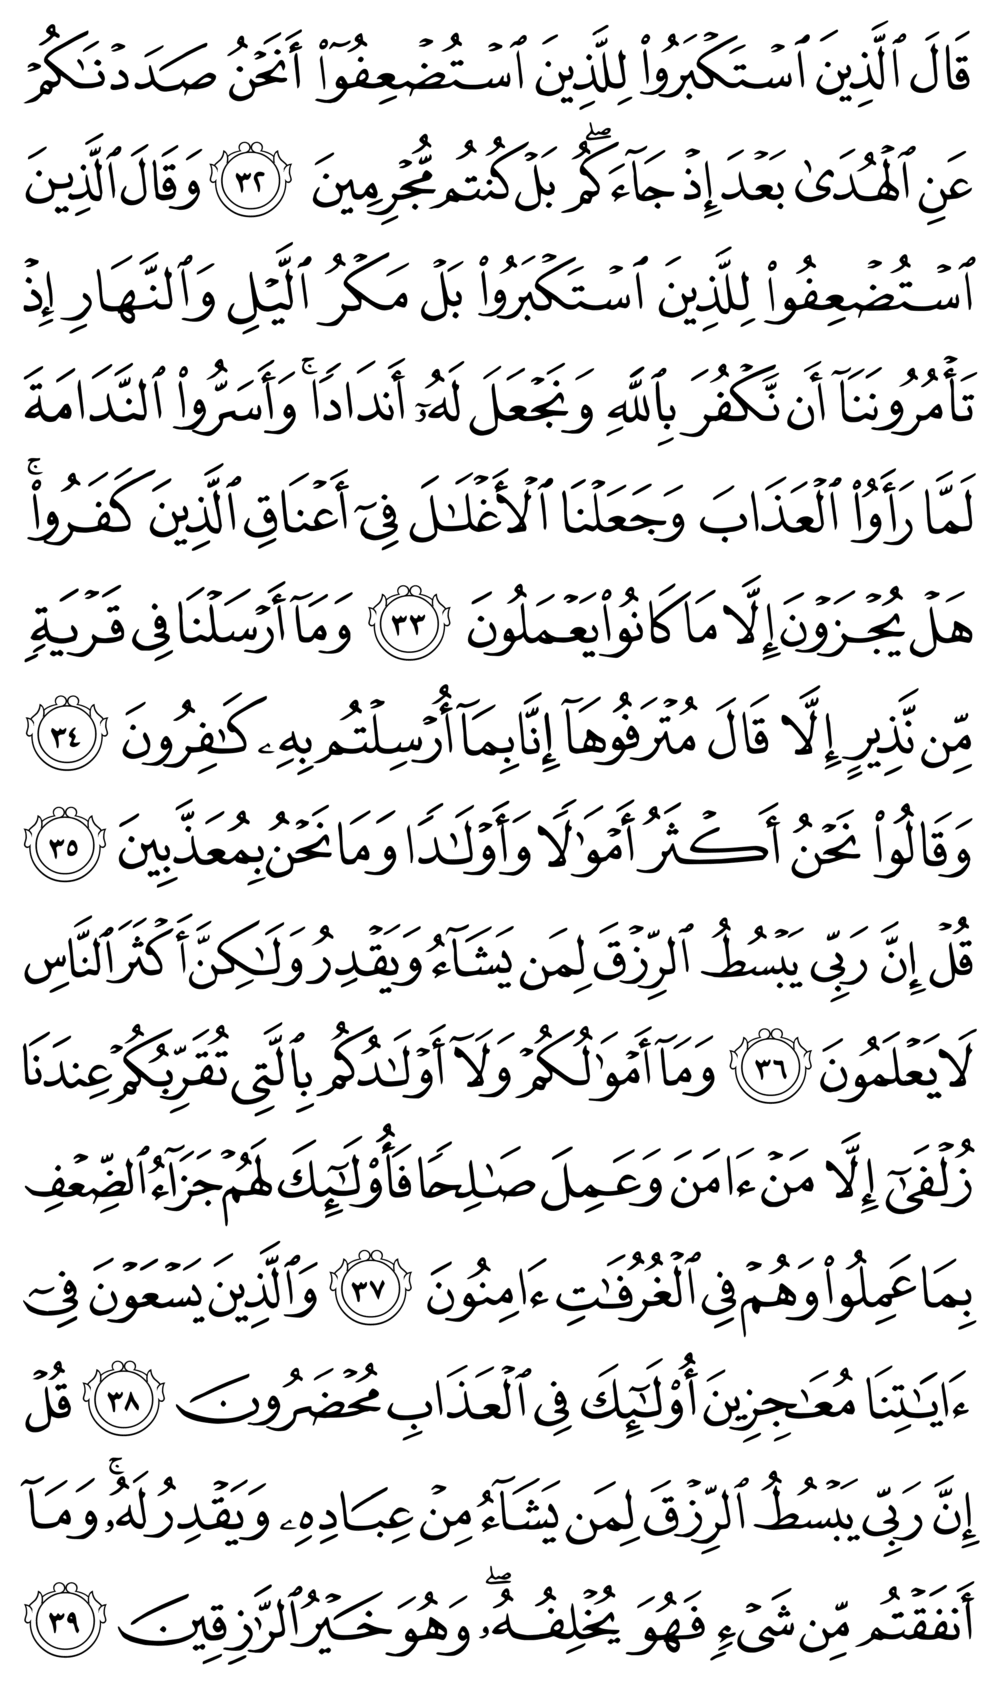 قَالَ ٱلَّذِينَ ٱسۡتَكۡبَرُواْ لِلَّذِينَ ٱسۡتُضۡعِفُوٓاْ أَنَحۡنُ صَدَدۡنَٰكُمۡ
عَنِ ٱلۡهُدَىٰ بَعۡدَ إِذۡ جَآءَكُمۖ بَلۡ كُنتُم مُّجۡرِمِينَ ٣٢ وَقَالَ ٱلَّذِينَ
ٱسۡتُضۡعِفُواْ لِلَّذِينَ ٱسۡتَكۡبَرُواْ بَلۡ مَكۡرُ ٱلَّيۡلِ وَٱلنَّهَارِ إِذۡ
تَأۡمُرُونَنَآ أَن نَّكۡفُرَ بِٱللَّهِ وَنَجۡعَلَ لَهُۥٓ أَندَادٗاۚ وَأَسَرُّواْ ٱلنَّدَامَةَ
لَمَّا رَأَوُاْ ٱلۡعَذَابَ وَجَعَلۡنَا ٱلۡأَغۡلَٰلَ فِيٓ أَعۡنَاقِ ٱلَّذِينَ كَفَرُواْۚ
هَلۡ يُجۡزَوۡنَ إِلَّا مَا كَانُواْ يَعۡمَلُونَ ٣٣ وَمَآ أَرۡسَلۡنَا فِي قَرۡيَةٖ
مِّن نَّذِيرٍ إِلَّا قَالَ مُتۡرَفُوهَآ إِنَّا بِمَآ أُرۡسِلۡتُم بِهِۦ كَٰفِرُونَ ٣٤
وَقَالُواْ نَحۡنُ أَكۡثَرُ أَمۡوَٰلٗا وَأَوۡلَٰدٗا وَمَا نَحۡنُ بِمُعَذَّبِينَ ٣٥
قُلۡ إِنَّ رَبِّي يَبۡسُطُ ٱلرِّزۡقَ لِمَن يَشَآءُ وَيَقۡدِرُ وَلَٰكِنَّ أَكۡثَرَ ٱلنَّاسِ
لَا يَعۡلَمُونَ ٣٦ وَمَآ أَمۡوَٰلُكُمۡ وَلَآ أَوۡلَٰدُكُم بِٱلَّتِي تُقَرِّبُكُمۡ عِندَنَا
زُلۡفَىٰٓ إِلَّا مَنۡ ءَامَنَ وَعَمِلَ صَٰلِحٗا فَأُوْلَٰٓئِكَ لَهُمۡ جَزَآءُ ٱلضِّعۡفِ
بِمَا عَمِلُواْ وَهُمۡ فِي ٱلۡغُرُفَٰتِ ءَامِنُونَ ٣٧ وَٱلَّذِينَ يَسۡعَوۡنَ فِيٓ
ءَايَٰتِنَا مُعَٰجِزِينَ أُوْلَٰٓئِكَ فِي ٱلۡعَذَابِ مُحۡضَرُونَ ٣٨ قُلۡ
إِنَّ رَبِّي يَبۡسُطُ ٱلرِّزۡقَ لِمَن يَشَآءُ مِنۡ عِبَادِهِۦ وَيَقۡدِرُ لَهُۥۚ وَمَآ
أَنفَقۡتُم مِّن شَيۡءٖ فَهُوَ يُخۡلِفُهُۥۖ وَهُوَ خَيۡرُ ٱلرَّٰزِقِينَ ٣٩